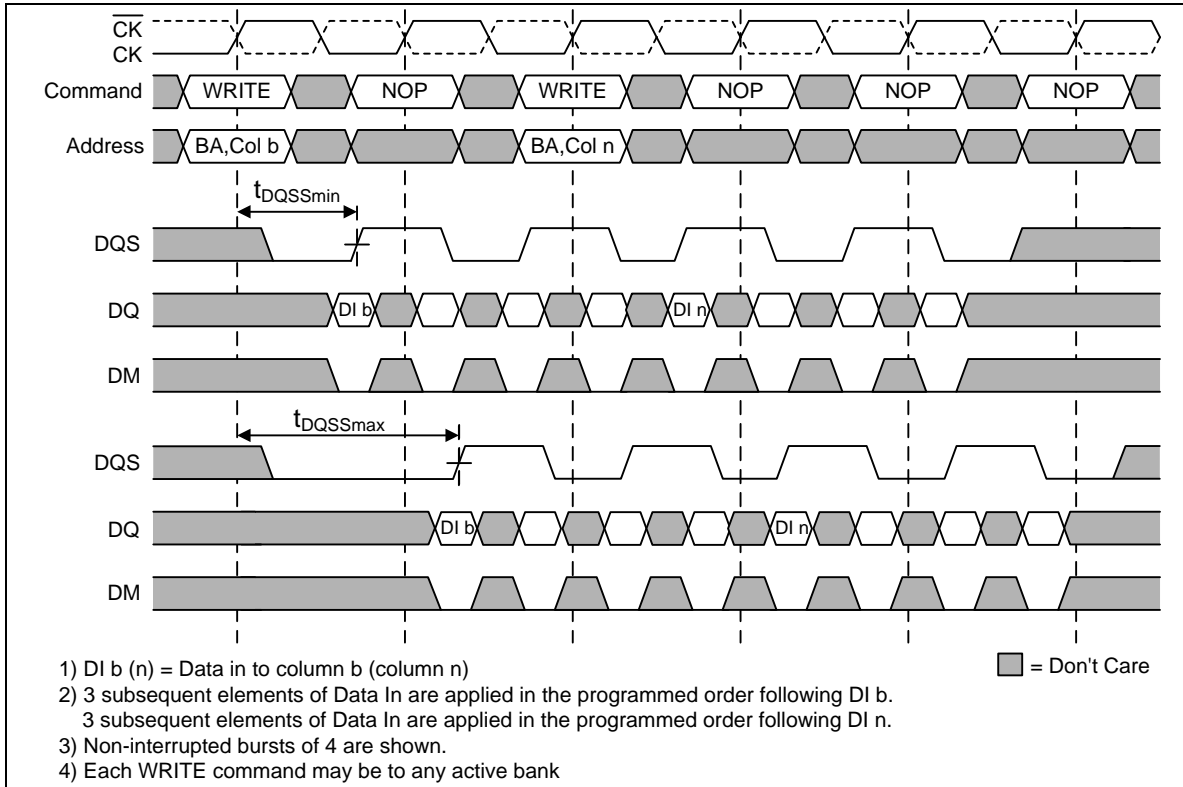 CK
CK
Command WRITE NOP WRITE NOP NOP NOP
Address BA,Col b BA,Col n
tDQSSmin
DQS
DQ DI b DI n
DM
tDQSSmax
DQS
DQ DI b DI n
DM
1) DI b (n) = Data in to column b (column n)
= Don't Care
2) 3 subsequent elements of Data In are applied in the programmed order following DI b.
3 subsequent elements of Data In are applied in the programmed order following DI n.
3) Non-interrupted bursts of 4 are shown.
4) Each WRITE command may be to any active bank